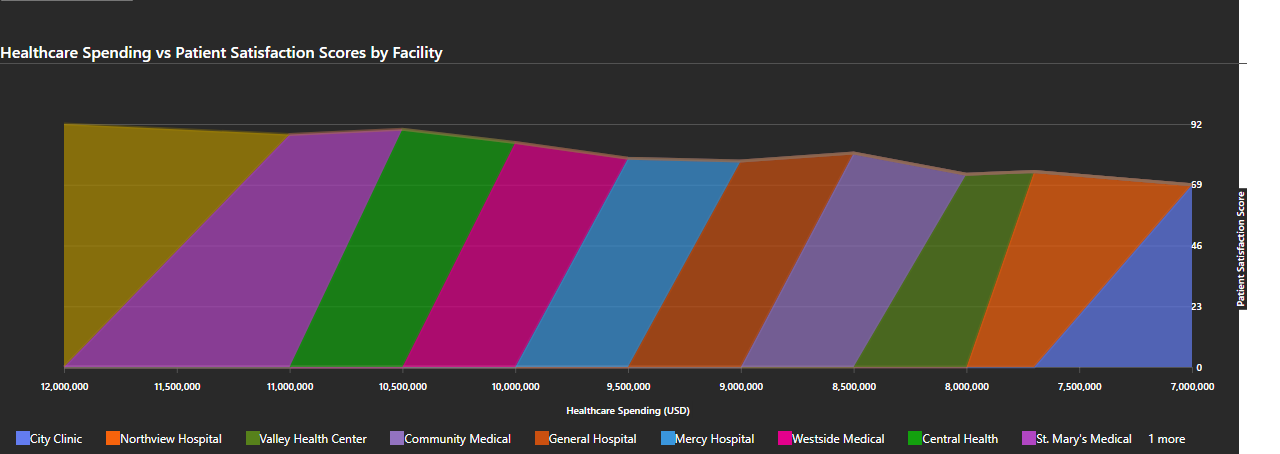 Healthcare Spending vs Patient Satisfaction Scores by Facility
92
69
46
23
0
Patient Satisfaction Score
12,000,000 11,500,000 11,000,000 10,500,000 10,000,000 9,500,000 9,000,000 8,500,000 8,000,000 7,500,000 7,000,000
Healthcare Spending (USD)
City Clinic Northview Hospital Valley Health Center Community Medical General Hospital Mercy Hospital Westside Medical Central Health St. Mary's Medical 1 more